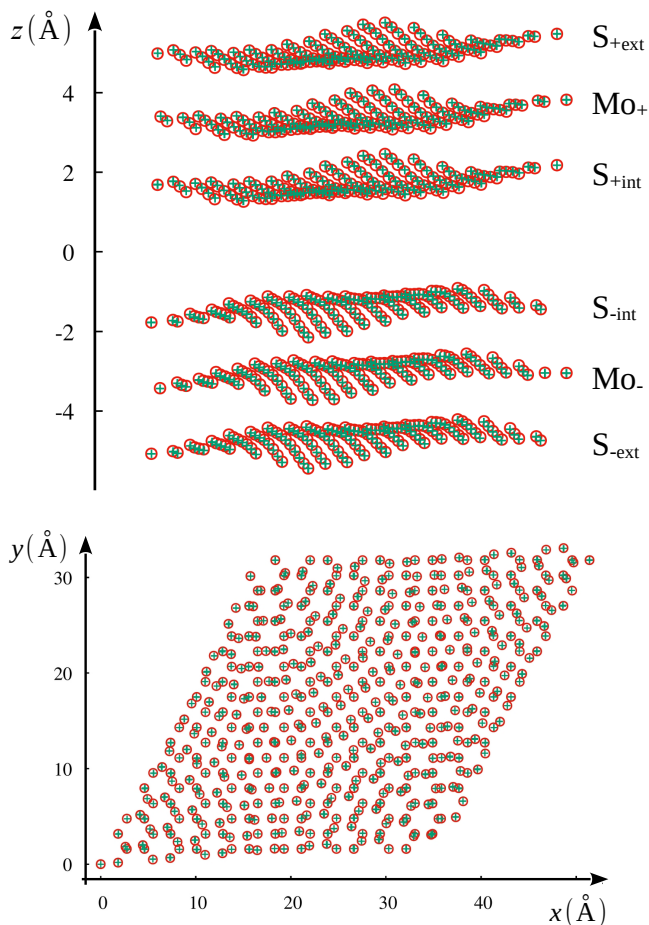 z(Å)
S+ext
4
Mo+
2
S+int
0
S-int
-2
Mo-
-4
S-ext
y(Å)
30
20
10
0
0 10 20 30 40
x(Å)